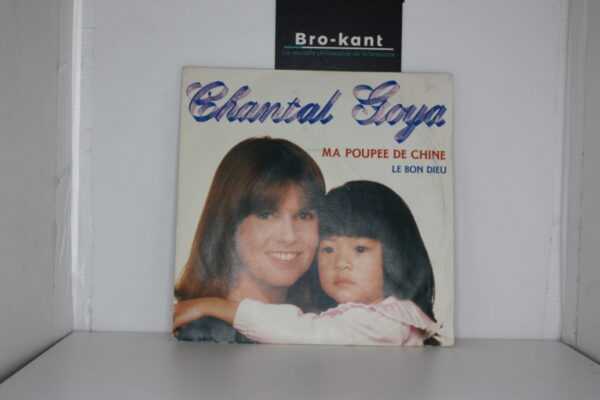 Bro-kant
Chantal Goya
MA POUPEE DE CHINE
LE BON DIEU